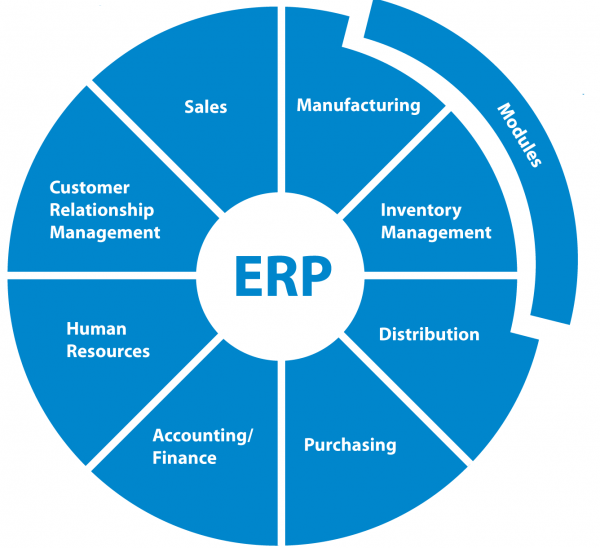 Sales
Manufacturing
Modules
Customer
Relationship
Management
Inventory
Management
ERP
Human
Resources
Distribution
Accounting/
Finance
Purchasing